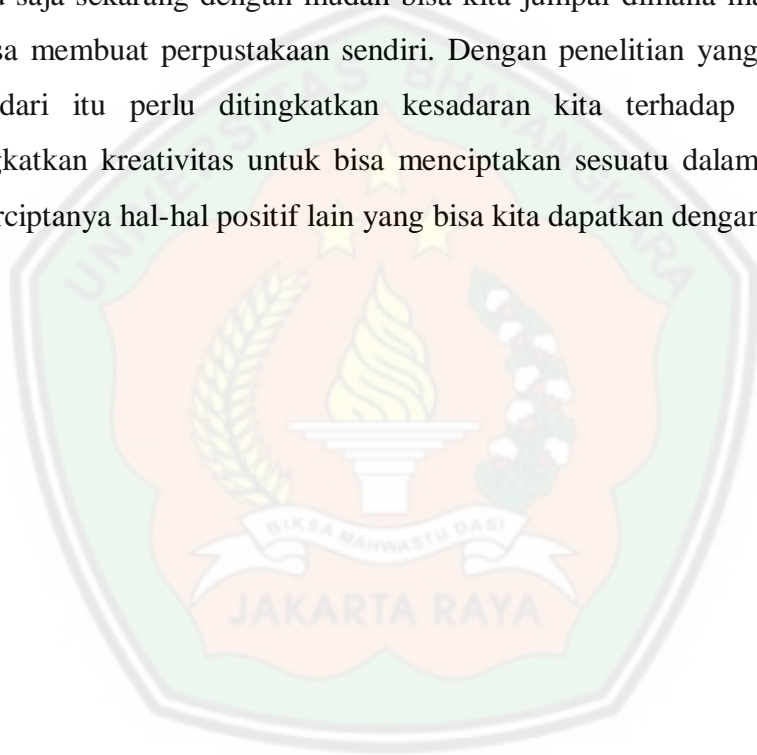 saja sekarang dengan mudah bisa kita jumpai dimana
membuat perpustakaan sendiri. Dengan penelitian yang
dari itu perlu ditingkatkan kesadaran kita terhadap
gkatkan kreativitas untuk bisa menciptakan sesuatu dalam
rciptanya hal-hal positif lain yang bisa kita dapatkan dengan
UNIVERSITAS BHAYANGKARA
BIKSA MAHWASTU DASI
JAKARTA RAYA